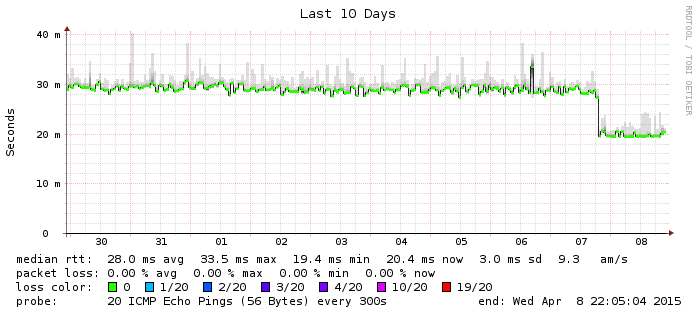 Last 10 Days
RRDTOOL / TOBI OETIKER
Seconds
40 m
30 m
20 m
10 m
0
30 31 01 02 03 04 05 06 07 08
median rtt: 28.0 ms avg 33.5 ms max 19.4 ms min 20.4 ms now 3.0 ms sd 9.3 am/s
packet loss: 0.00 % avg 0.00 % max 0.00 % min 0.00 % now
loss color: 0 1/20 2/20 3/20 4/20 10/20 19/20
probe: 20 ICMP Echo Pings (56 Bytes) every 300s end: Wed Apr 8 22:05:04 2015